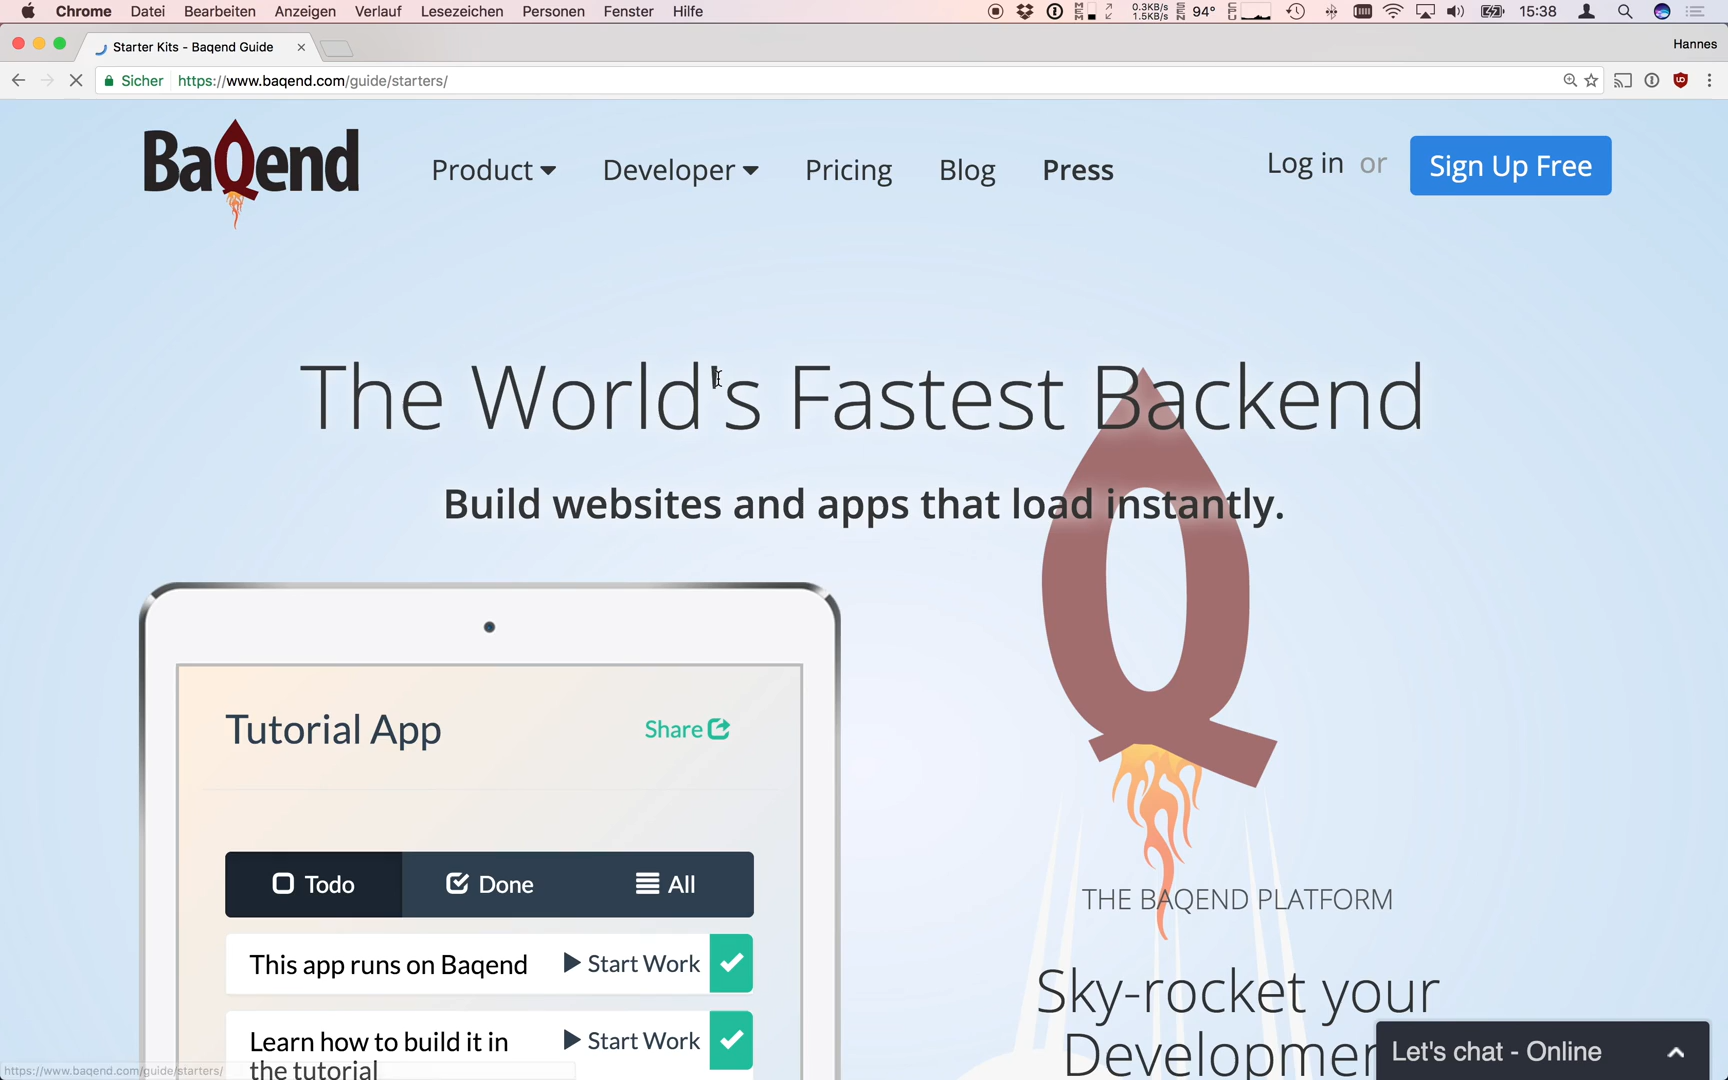 Chrome Datei Bearbeiten Anzeigen Verlauf Lesezeichen Personen Fenster Hilfe 0.3KB/s 1.5KB/s 94° 15:38
Starter Kits - Baqend Guide Hannes
Sicher https://www.baqend.com/guide/starters/
BaQend Product Developer Pricing Blog Press Log in or Sign Up Free
The World's Fastest Backend
Build websites and apps that load instantly.
Tutorial App Share
Todo Done All
This app runs on Baqend Start Work
Learn how to build it in Start Work
the tutorial
THE BAQEND PLATFORM
Sky-rocket your
Developmen
Let's chat - Online
https://www.baqend.com/guide/starters/